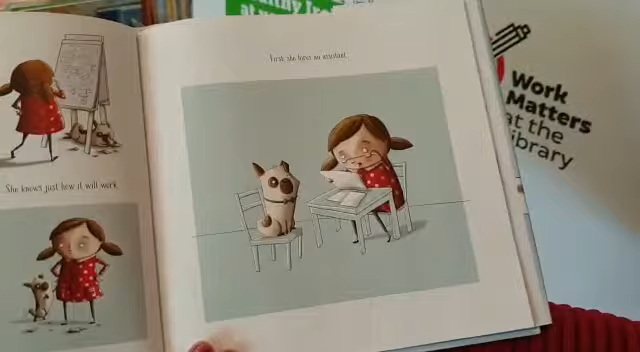 First, she hires an assistant.
She knows just how it will work.
Work
Matters
at the
Library